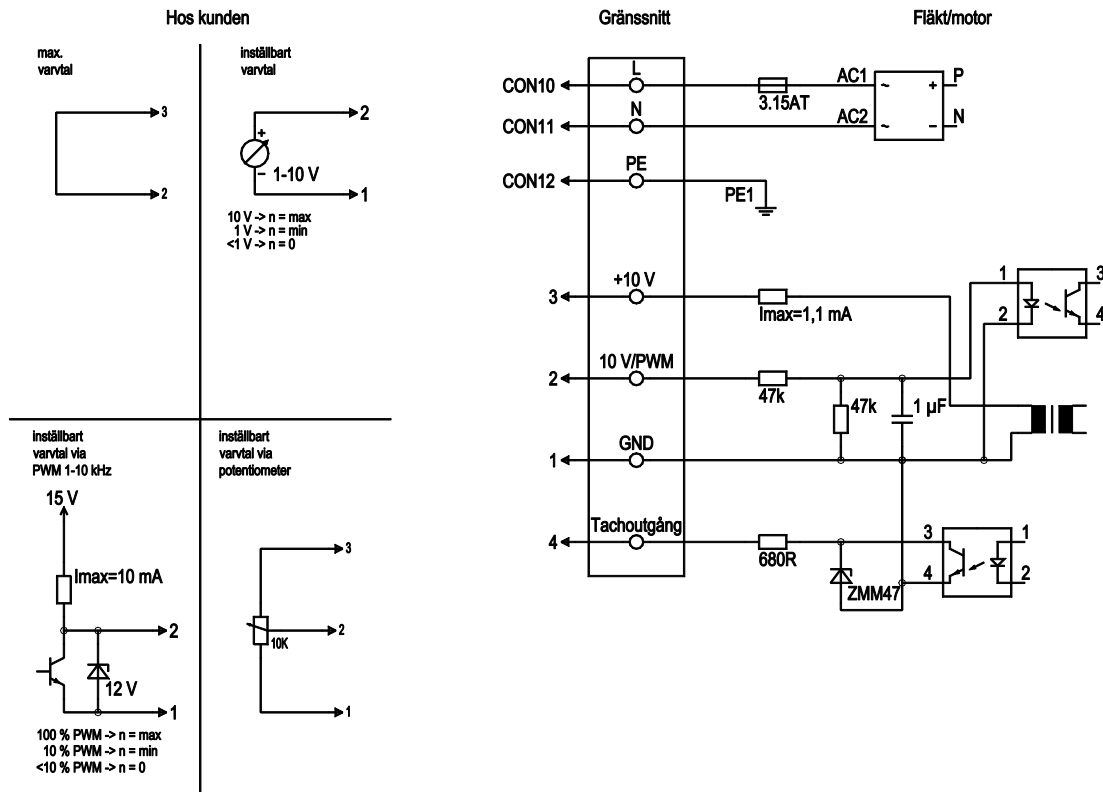 Hos kunden
Gränssnitt
Fläkt/motor
max.
varvtal
3
2
inställbart
varvtal
2
+
– 1-10 V
1
10 V -> n = max
1 V -> n = min
<1 V -> n = 0
inställbart
varvtal via
PWM 1-10 kHz
15 V
Imax=10 mA
2
12 V
1
100 % PWM -> n = max
10 % PWM -> n = min
<10 % PWM -> n = 0
inställbart
varvtal via
potentiometer
3
2
10K
1
L
CON10
3.15AT
AC1
~ +
P
N
CON11
AC2
~ –
N
PE
CON12
PE1
+10 V
3
Imax=1,1 mA
1
2
3
4
10 V/PWM
2
47k
47k
1 µF
GND
1
Tachoutgång
4
680R
ZMM47
3
4
1
2